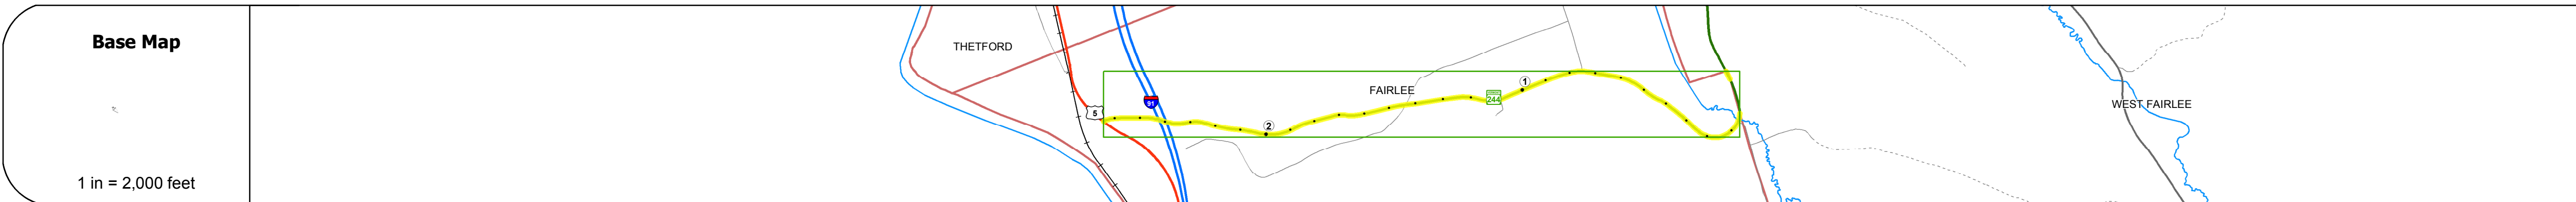 Base Map
1 in = 2,000 feet
THETFORD
5
91
FAIRLEE
2
244
1
WEST FAIRLEE